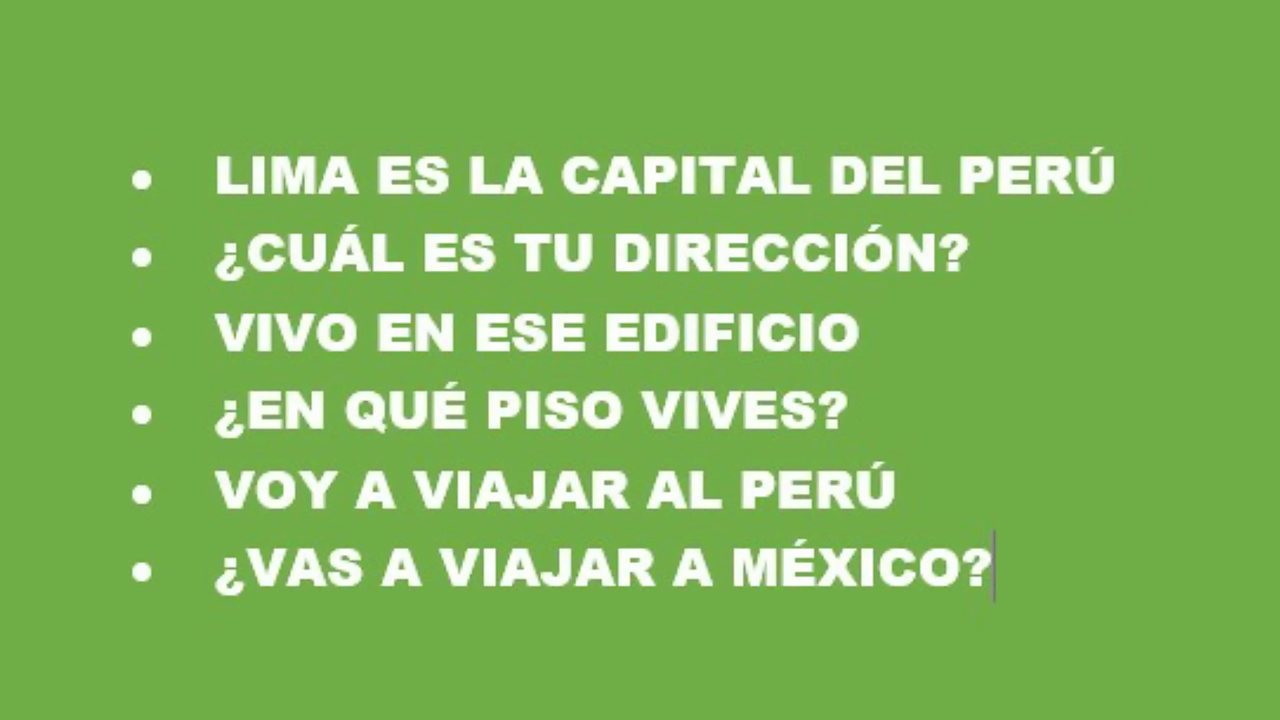 • LIMA ES LA CAPITAL DEL PERÚ
• ¿CUÁL ES TU DIRECCIÓN?
• VIVO EN ESE EDIFICIO
• ¿EN QUÉ PISO VIVES?
• VOY A VIAJAR AL PERÚ
• ¿VAS A VIAJAR A MÉXICO?